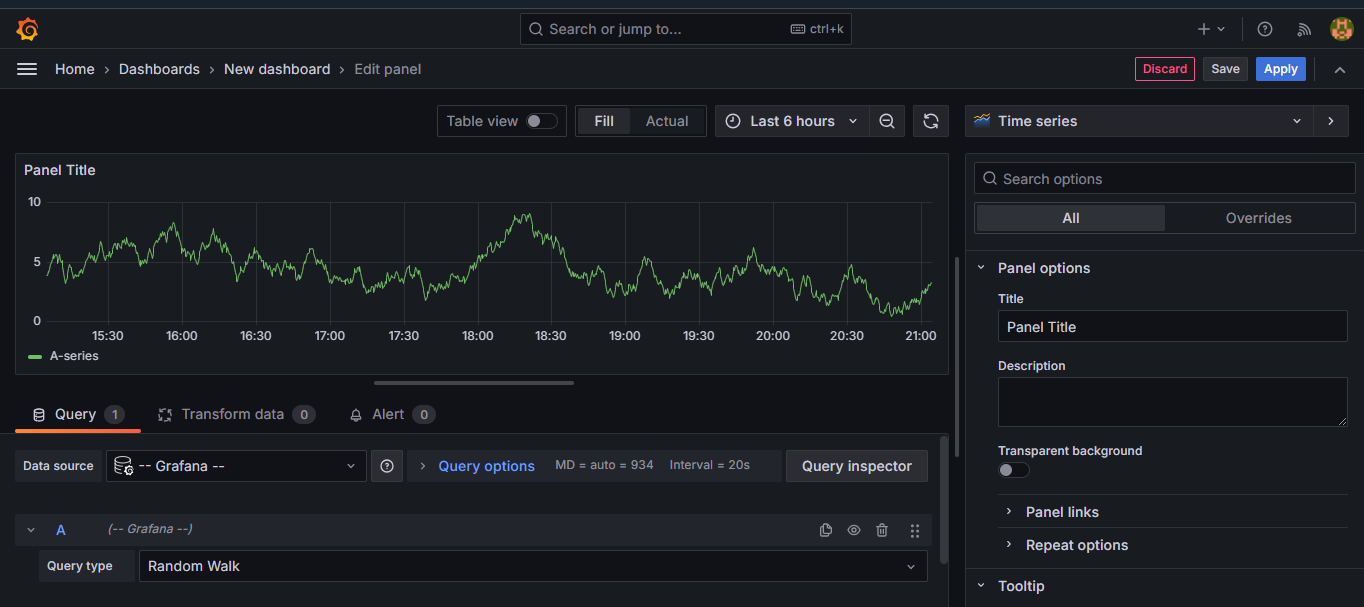 Search or jump to... ctrl+k
Home › Dashboards › New dashboard › Edit panel Discard Save Apply
Table view Fill Actual Last 6 hours
Time series
Panel Title
10
5
0
15:30 16:00 16:30 17:00 17:30 18:00 18:30 19:00 19:30 20:00 20:30 21:00
A-series
Query 1 Transform data 0 Alert 0
Data source -- Grafana -- Query options MD = auto = 934 Interval = 20s Query inspector
A (-- Grafana --)
Query type Random Walk
Search options
All Overrides
Panel options
Title
Panel Title
Description
Transparent background
Panel links
Repeat options
Tooltip